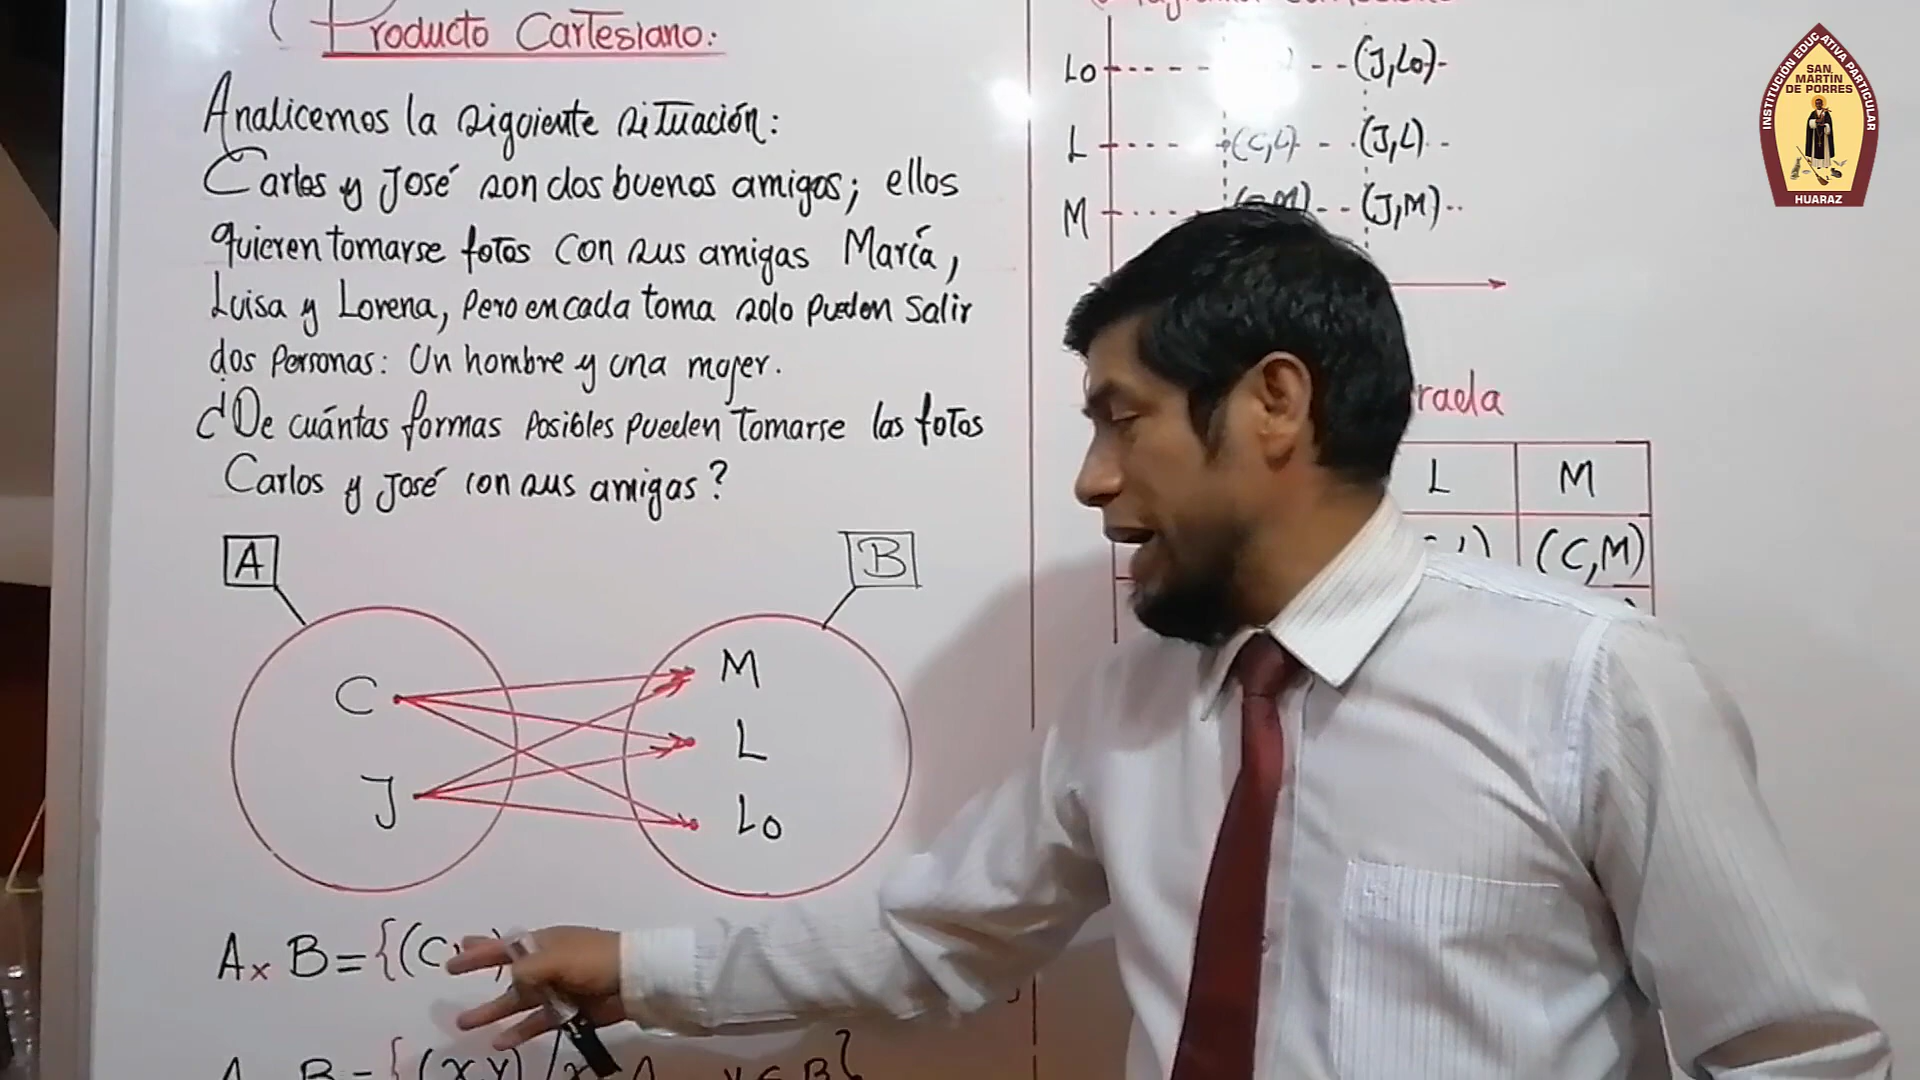 Producto Cartesiano:
Analicemos la siguiente situación:
Carlos y José son dos buenos amigos; ellos
quieren tomarse fotos con sus amigas María,
Luisa y Lorena, pero en cada toma solo pueden salir
dos personas: Un hombre y una mujer.
¿De cuántas formas posibles pueden tomarse las fotos
Carlos y José con sus amigas?
A
B
C
J
M
L
Lo
A x B = {(C
B = { (x,y) / x A y ∈ B }
Lo (J,Lo)
L (C,L) (J,L)
M (J,M)
L M
(C,M)
INSTITUCIÓN EDUCATIVA PARTICULAR
SAN
MARTÍN
DE PORRES
HUARAZ